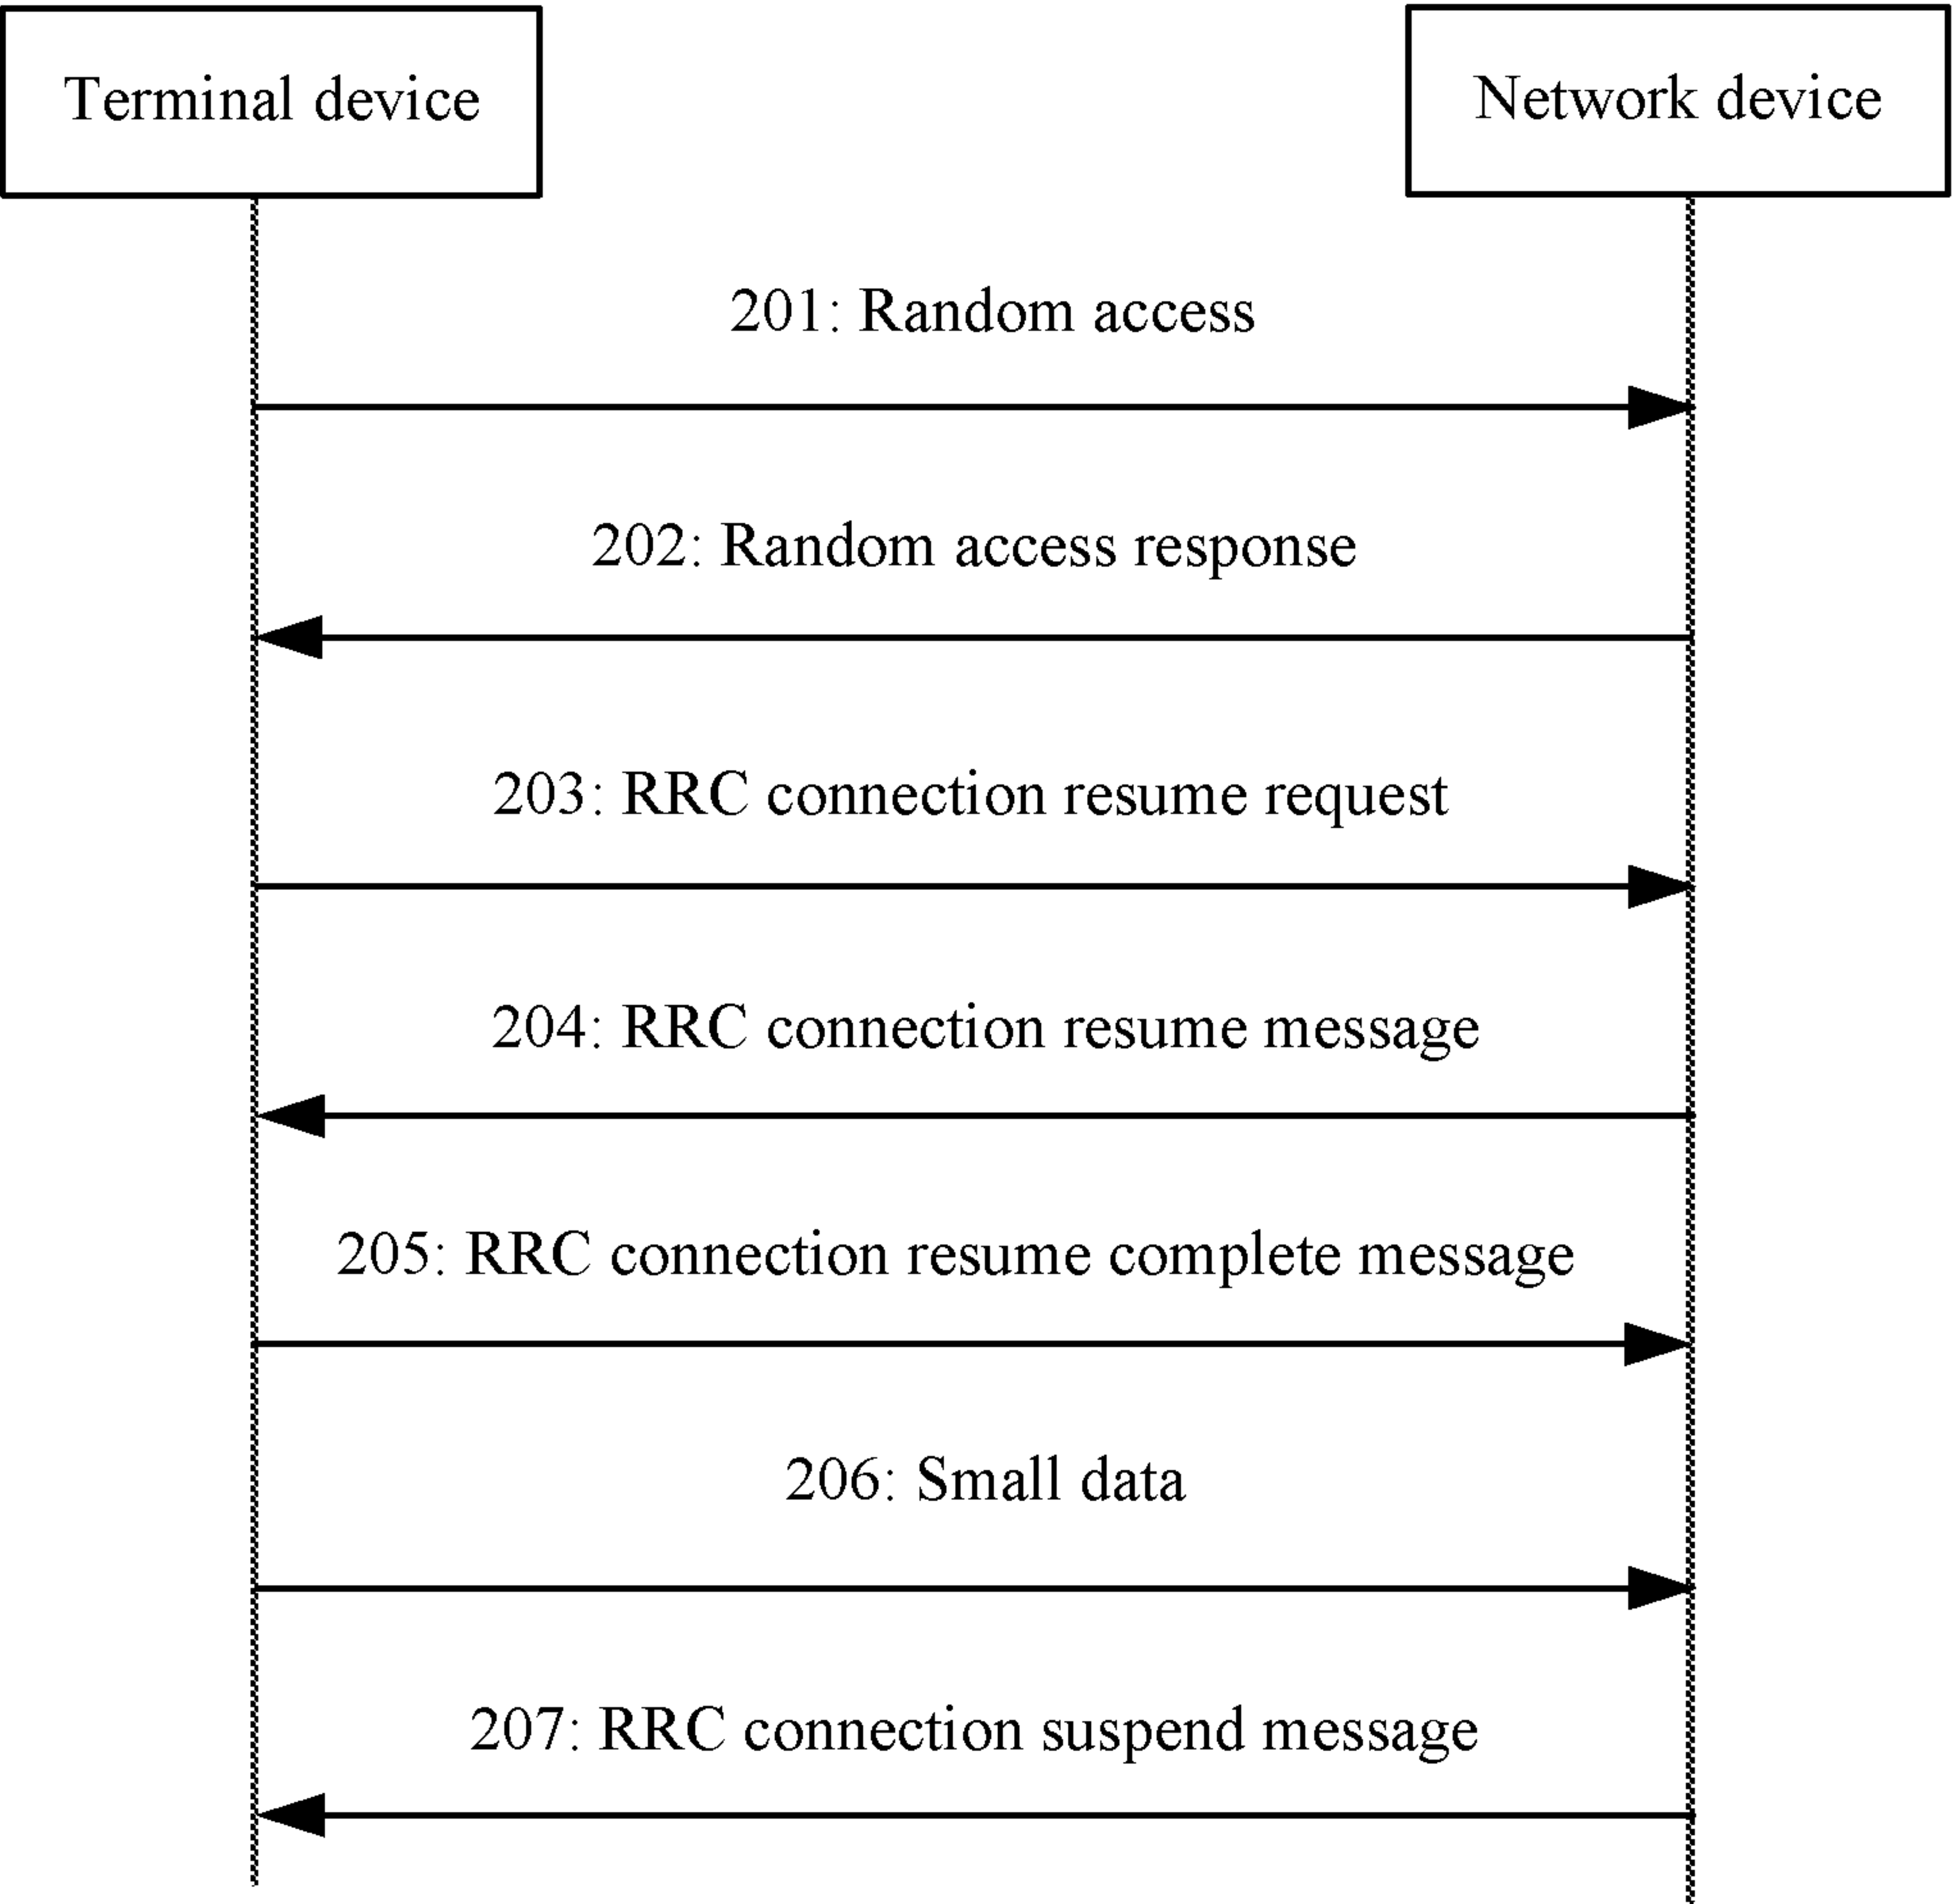 Terminal device
Network device
201: Random access
202: Random access response
203: RRC connection resume request
204: RRC connection resume message
205: RRC connection resume complete message
206: Small data
207: RRC connection suspend message